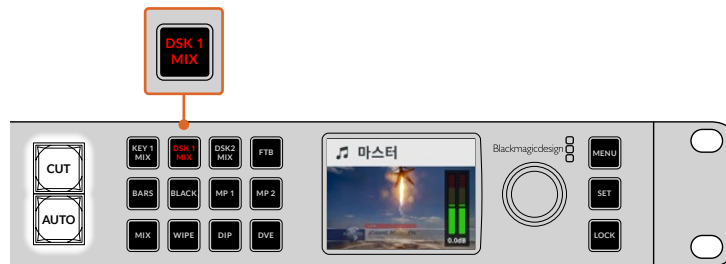 DSK 1
MIX
CUT
AUTO
KEY 1
MIX
DSK 1
MIX
DSK2
MIX
FTB
BARS
BLACK
MP 1
MP 2
MIX
WIPE
DIP
DVE
마스터
0.0dB
Blackmagicdesign
MENU
SET
LOCK